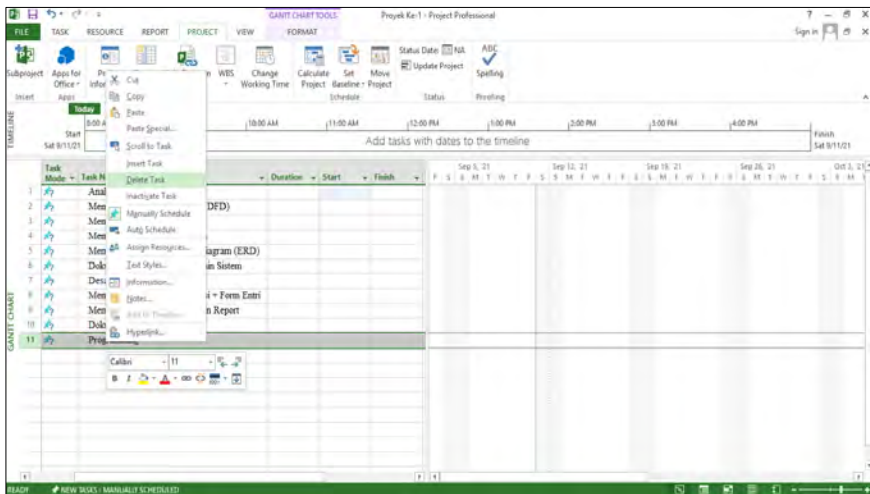 GANTT CHART TOOLS Proyek Ke-1 - Project Professional
FILE TASK RESOURCE REPORT PROJECT VIEW FORMAT Sign in
Subproject Apps for Office WBS Change Working Time Calculate Project Set Baseline Move Project Status Date: NA Update Project ABC Spelling
Insert Apps Schedule Status Proofing
TIMELINE
Today
10:00 AM 11:00 AM 12:00 PM 1:00 PM 2:00 PM 3:00 PM 4:00 PM
Start
Sat 9/11/21
Add tasks with dates to the timeline
Finish
Sat 9/11/21
Cut
Copy
Paste
Paste Special...
Scroll to Task
Insert Task
Delete Task
Inactivate Task
Manually Schedule
Auto Schedule
Assign Resources...
Text Styles...
Information...
Notes...
Add to Timeline
Hyperlink...
Task Mode Task N Duration Start Finish
Sep 5, '21 Sep 12, '21 Sep 19, '21 Sep 26, '21 Oct 3, '21
1 Anal
2 Men DFD)
3 Men
4 Men
5 Men iagram (ERD)
6 Dok in Sistem
7 Desa
8 Men si + Form Entri
9 Men n Report
10 Dok
11 Prog
Calibri 11
B I A
GANTT CHART
READY NEW TASKS : MANUALLY SCHEDULED